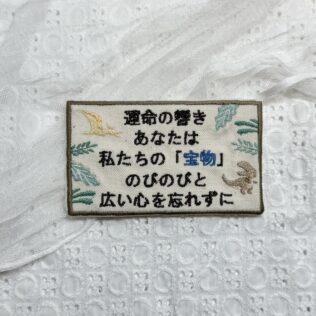 運命の響き
あなたは
私たちの「宝物」
のびのびと
広い心を忘れずに